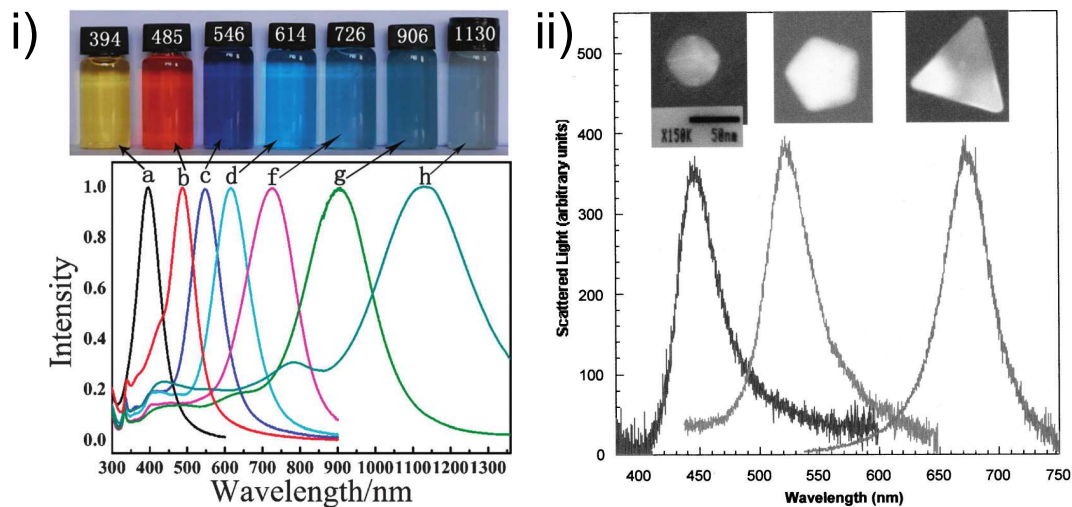 i)
394 485 546 614 726 906 1130
a b c d f g h
1.0
0.8
0.6
0.4
0.2
0.0
Intensity
300 400 500 600 700 800 900 1000 1100 1200 1300
Wavelength/nm
ii)
X150K 50nm
500
400
300
200
100
50
0
Scattered Light (arbitrary units)
400 450 500 550 600 650 700 750
Wavelength (nm)